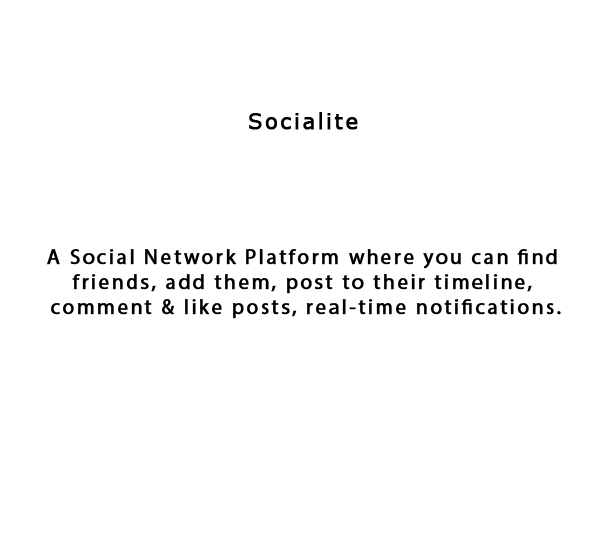 Socialite
A Social Network Platform where you can find
friends, add them, post to their timeline,
comment & like posts, real-time notifications.